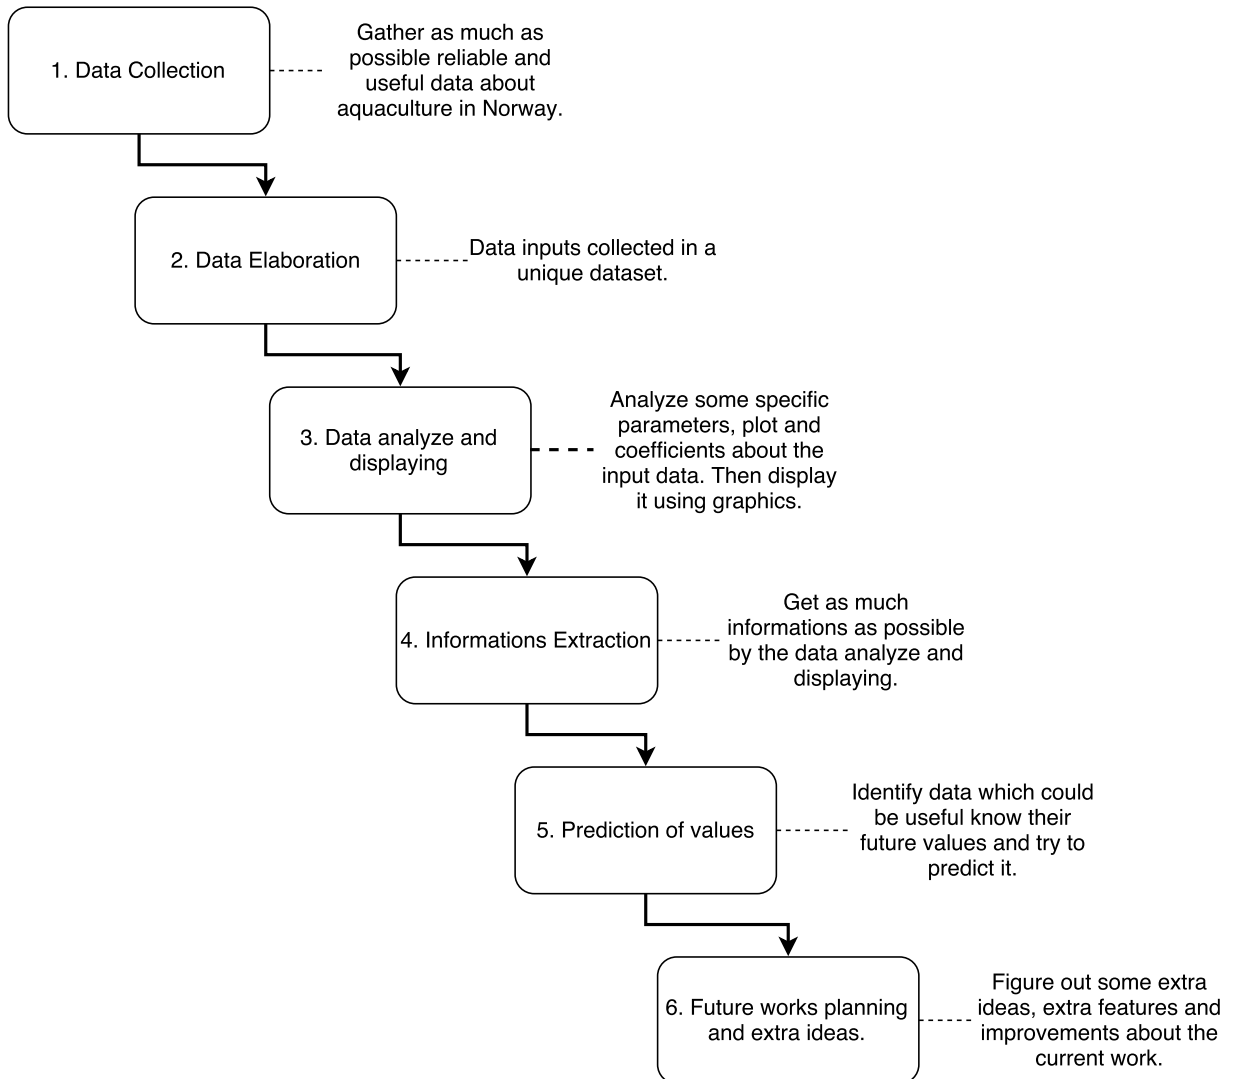 1. Data Collection
Gather as much as
possible reliable and
useful data about
aquaculture in Norway.
2. Data Elaboration
Data inputs collected in a
unique dataset.
3. Data analyze and
displaying
Analyze some specific
parameters, plot and
coefficients about the
input data. Then display
it using graphics.
4. Informations Extraction
Get as much
informations as possible
by the data analyze and
displaying.
5. Prediction of values
Identify data which could
be useful know their
future values and try to
predict it.
6. Future works planning
and extra ideas.
Figure out some extra
ideas, extra features and
improvements about the
current work.